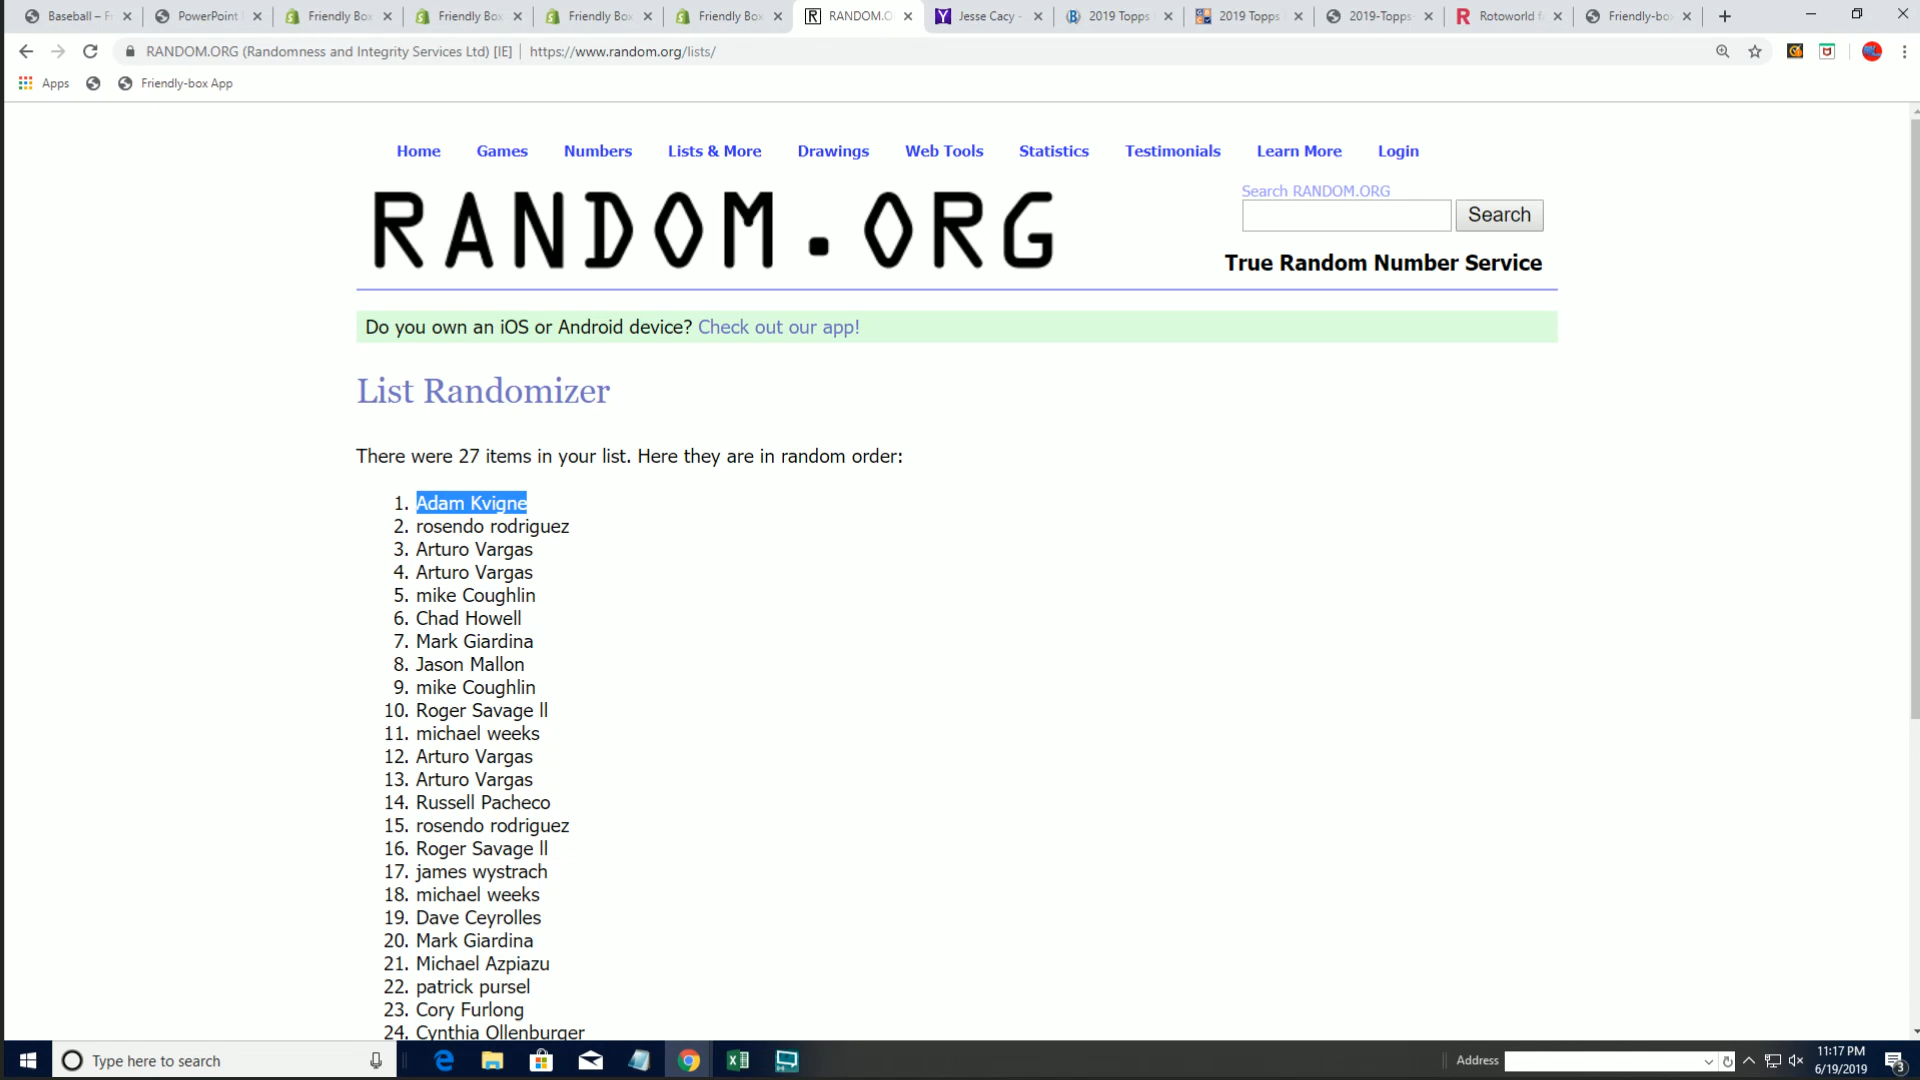 Baseball – F
PowerPoint
Friendly Box
Friendly Box
Friendly Box
Friendly Box
RANDOM.O
Jesse Cacy -
2019 Topps
2019 Topps
2019-Topps-
Rotoworld f
Friendly-bo
RANDOM.ORG (Randomness and Integrity Services Ltd) [IE] | https://www.random.org/lists/
Apps
Friendly-box App
Home Games Numbers Lists & More Drawings Web Tools Statistics Testimonials Learn More Login
RANDOM.ORG
Search RANDOM.ORG
Search
True Random Number Service
Do you own an iOS or Android device? Check out our app!
List Randomizer
There were 27 items in your list. Here they are in random order:
1. Adam Kvigne
2. rosendo rodriguez
3. Arturo Vargas
4. Arturo Vargas
5. mike Coughlin
6. Chad Howell
7. Mark Giardina
8. Jason Mallon
9. mike Coughlin
10. Roger Savage ll
11. michael weeks
12. Arturo Vargas
13. Arturo Vargas
14. Russell Pacheco
15. rosendo rodriguez
16. Roger Savage ll
17. james wystrach
18. michael weeks
19. Dave Ceyrolles
20. Mark Giardina
21. Michael Azpiazu
22. patrick pursel
23. Cory Furlong
24. Cynthia Ollenburger
Type here to search
Address
11:17 PM
6/19/2019
3